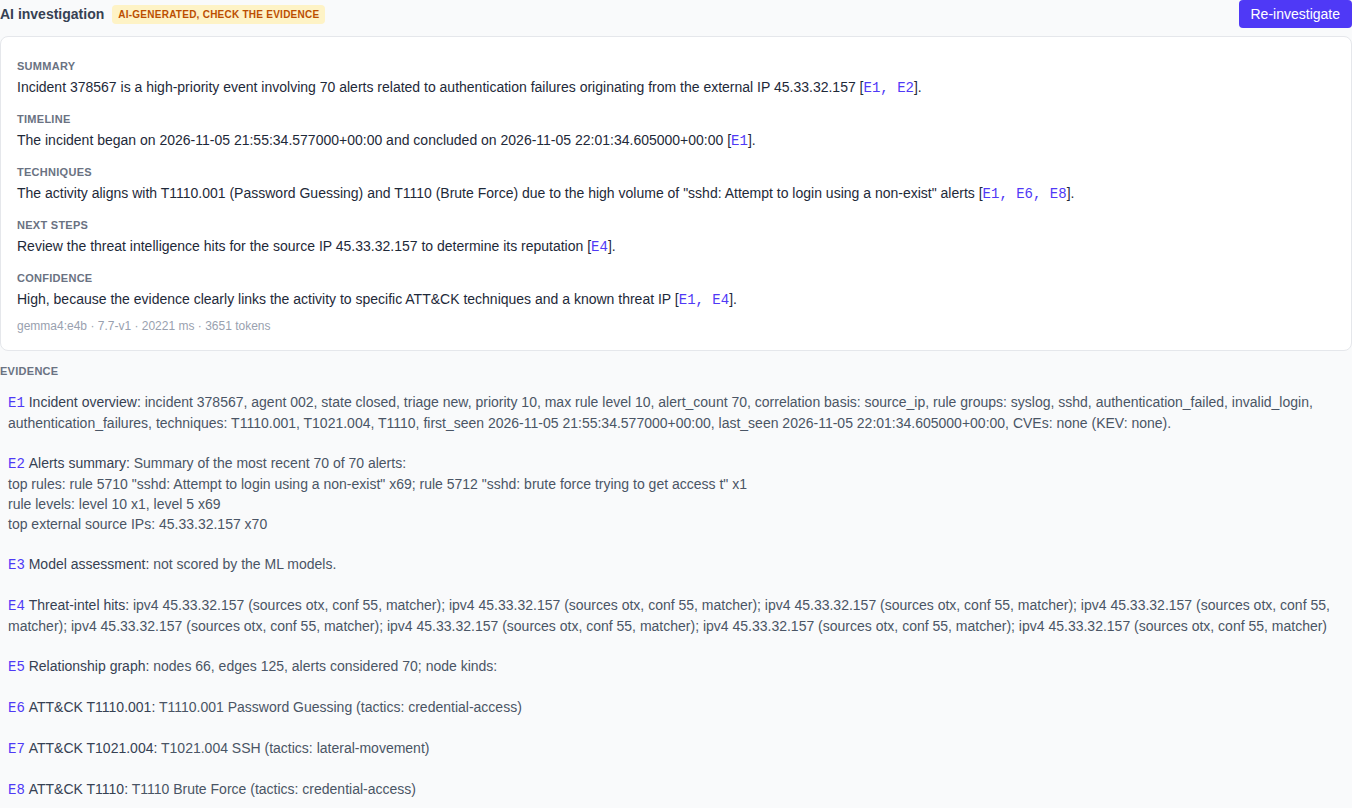 AI investigation AI-GENERATED, CHECK THE EVIDENCE Re-investigate
SUMMARY
Incident 378567 is a high-priority event involving 70 alerts related to authentication failures originating from the external IP 45.33.32.157 [E1, E2].
TIMELINE
The incident began on 2026-11-05 21:55:34.577000+00:00 and concluded on 2026-11-05 22:01:34.605000+00:00 [E1].
TECHNIQUES
The activity aligns with T1110.001 (Password Guessing) and T1110 (Brute Force) due to the high volume of "sshd: Attempt to login using a non-exist" alerts [E1, E6, E8].
NEXT STEPS
Review the threat intelligence hits for the source IP 45.33.32.157 to determine its reputation [E4].
CONFIDENCE
High, because the evidence clearly links the activity to specific ATT&CK techniques and a known threat IP [E1, E4].
gemma4:e4b · 7.7-v1 · 20221 ms · 3651 tokens
EVIDENCE
E1 Incident overview: incident 378567, agent 002, state closed, triage new, priority 10, max rule level 10, alert_count 70, correlation basis: source_ip, rule groups: syslog, sshd, authentication_failed, invalid_login,
authentication_failures, techniques: T1110.001, T1021.004, T1110, first_seen 2026-11-05 21:55:34.577000+00:00, last_seen 2026-11-05 22:01:34.605000+00:00, CVEs: none (KEV: none).
E2 Alerts summary: Summary of the most recent 70 of 70 alerts:
top rules: rule 5710 "sshd: Attempt to login using a non-exist" x69; rule 5712 "sshd: brute force trying to get access t" x1
rule levels: level 10 x1, level 5 x69
top external source IPs: 45.33.32.157 x70
E3 Model assessment: not scored by the ML models.
E4 Threat-intel hits: ipv4 45.33.32.157 (sources otx, conf 55, matcher); ipv4 45.33.32.157 (sources otx, conf 55, matcher); ipv4 45.33.32.157 (sources otx, conf 55, matcher); ipv4 45.33.32.157 (sources otx, conf 55,
matcher); ipv4 45.33.32.157 (sources otx, conf 55, matcher); ipv4 45.33.32.157 (sources otx, conf 55, matcher); ipv4 45.33.32.157 (sources otx, conf 55, matcher); ipv4 45.33.32.157 (sources otx, conf 55, matcher)
E5 Relationship graph: nodes 66, edges 125, alerts considered 70; node kinds:
E6 ATT&CK T1110.001: T1110.001 Password Guessing (tactics: credential-access)
E7 ATT&CK T1021.004: T1021.004 SSH (tactics: lateral-movement)
E8 ATT&CK T1110: T1110 Brute Force (tactics: credential-access)